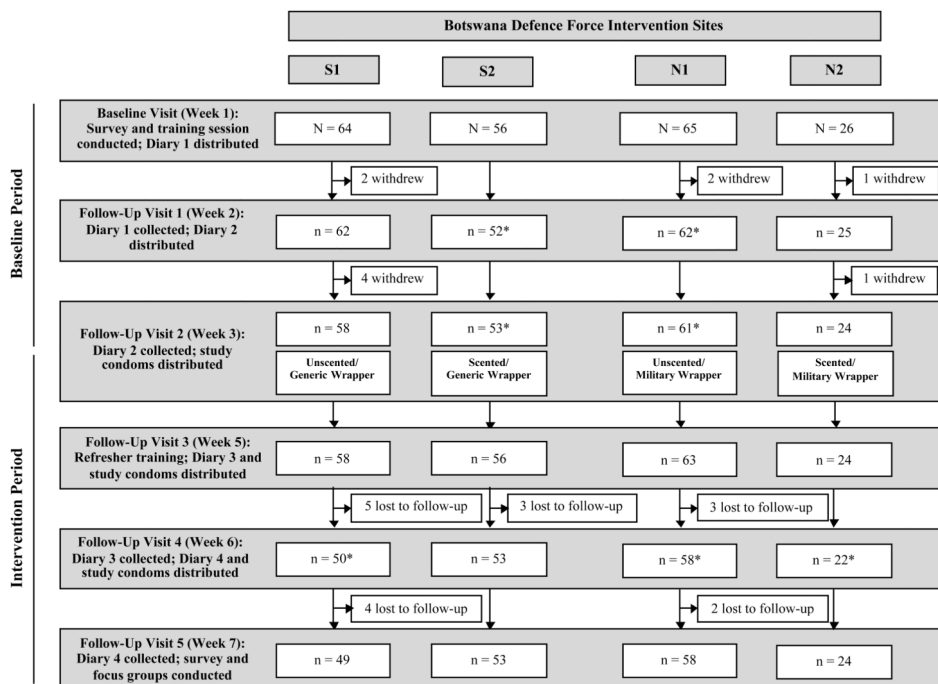 Botswana Defence Force Intervention Sites
S1
S2
N1
N2
Baseline Period
Baseline Visit (Week 1):
Survey and training session
conducted; Diary 1 distributed
N = 64
N = 56
N = 65
N = 26
2 withdrew
2 withdrew
1 withdrew
Follow-Up Visit 1 (Week 2):
Diary 1 collected; Diary 2
distributed
n = 62
n = 52*
n = 62*
n = 25
4 withdrew
1 withdrew
Follow-Up Visit 2 (Week 3):
Diary 2 collected; study
condoms distributed
n = 58
n = 53*
n = 61*
n = 24
Unscented/
Generic Wrapper
Scented/
Generic Wrapper
Unscented/
Military Wrapper
Scented/
Military Wrapper
Intervention Period
Follow-Up Visit 3 (Week 5):
Refresher training; Diary 3 and
study condoms distributed
n = 58
n = 56
n = 63
n = 24
5 lost to follow-up
3 lost to follow-up
3 lost to follow-up
Follow-Up Visit 4 (Week 6):
Diary 3 collected; Diary 4 and
study condoms distributed
n = 50*
n = 53
n = 58*
n = 22*
4 lost to follow-up
2 lost to follow-up
Follow-Up Visit 5 (Week 7):
Diary 4 collected; survey and
focus groups conducted
n = 49
n = 53
n = 58
n = 24